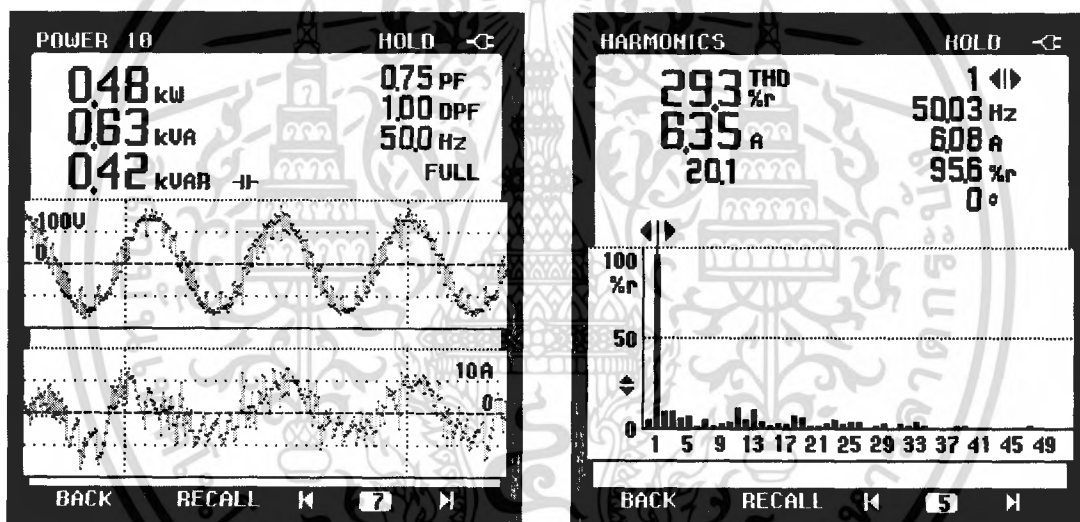 POWER 1Ø HOLD
0.48 kW 0.75 PF
0.63 kVA 1.00 DPF
0.42 kVAR 50.0 Hz
FULL
100V
0
10A
0
BACK RECALL 7
HARMONICS HOLD
29.3 THD %r 1
6.35 A 50.03 Hz
20.1 6.08 A
95.6 %r
0°
100
%r
50
0
1 5 9 13 17 21 25 29 33 37 41 45 49
BACK RECALL 5